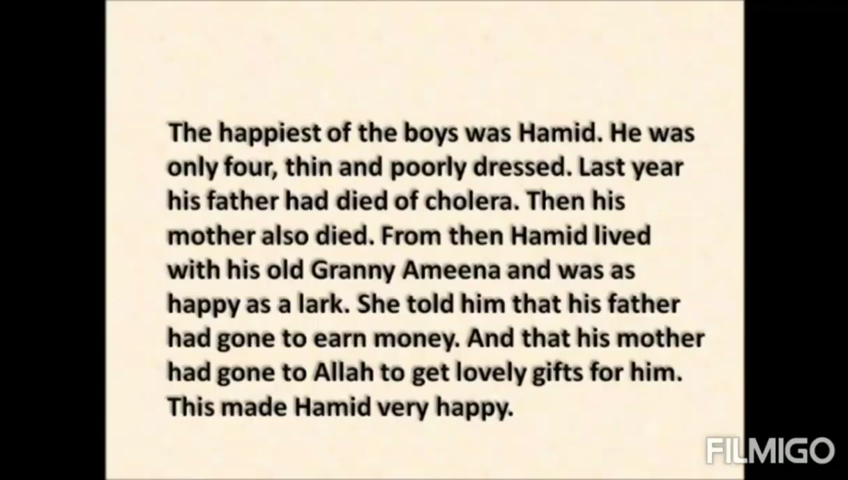 The happiest of the boys was Hamid. He was
only four, thin and poorly dressed. Last year
his father had died of cholera. Then his
mother also died. From then Hamid lived
with his old Granny Ameena and was as
happy as a lark. She told him that his father
had gone to earn money. And that his mother
had gone to Allah to get lovely gifts for him.
This made Hamid very happy.
FILMIGO